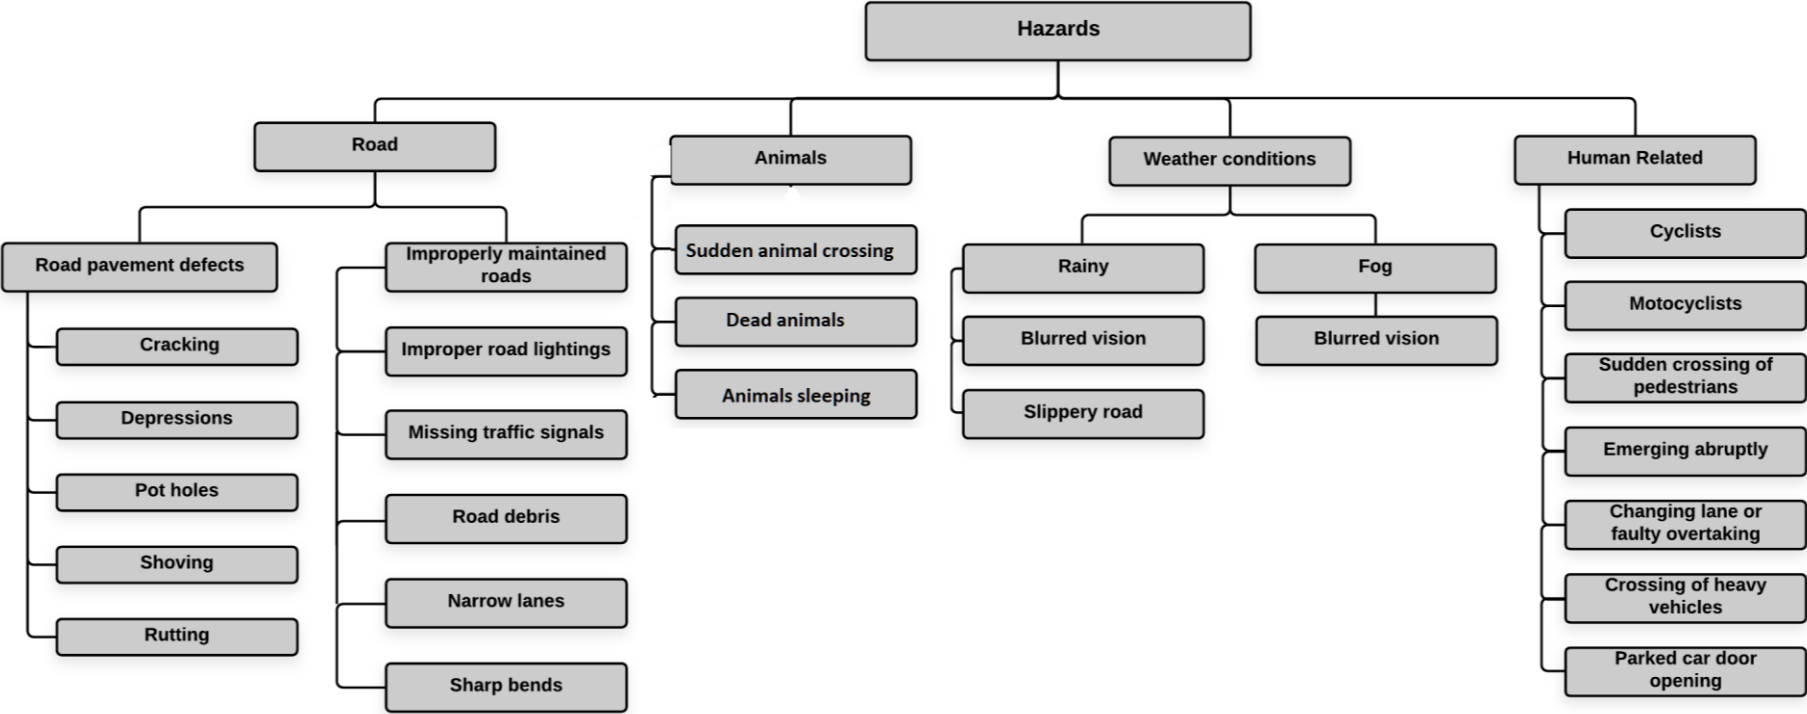 Hazards
Road
Animals
Weather conditions
Human Related
Road pavement defects
Cracking
Depressions
Pot holes
Shoving
Rutting
Improperly maintained
roads
Improper road lightings
Missing traffic signals
Road debris
Narrow lanes
Sharp bends
Sudden animal crossing
Dead animals
Animals sleeping
Rainy
Blurred vision
Slippery road
Fog
Blurred vision
Cyclists
Motocyclists
Sudden crossing of
pedestrians
Emerging abruptly
Changing lane or
faulty overtaking
Crossing of heavy
vehicles
Parked car door
opening